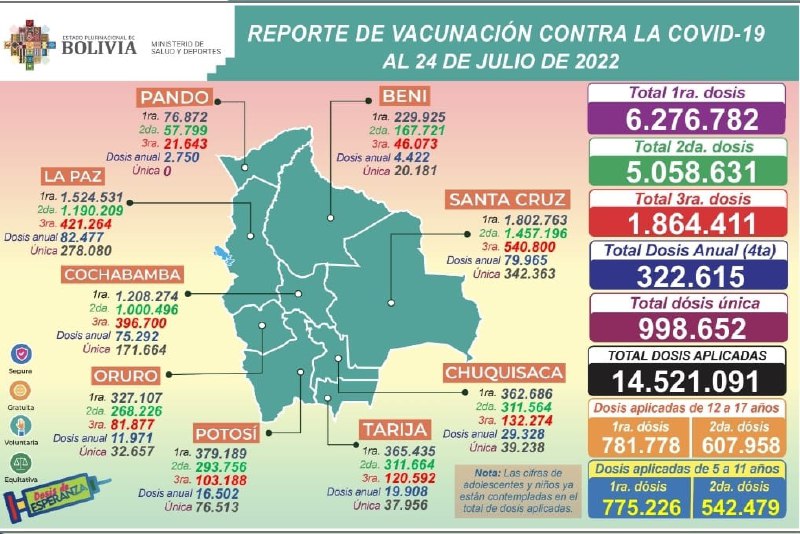 ESTADO PLURINACIONAL DE
BOLIVIA
MINISTERIO DE
SALUD Y DEPORTES
REPORTE DE VACUNACIÓN CONTRA LA COVID-19
AL 24 DE JULIO DE 2022
PANDO
1ra. 76.872
2da. 57.799
3ra. 21.643
Dosis anual 2.750
Única 0
BENI
1ra. 229.925
2da. 167.721
3ra. 46.073
Dosis anual 4.422
Única 20.181
LA PAZ
1ra. 1.524.531
2da. 1.190.209
3ra. 421.264
Dosis anual 82.477
Única 278.080
SANTA CRUZ
1ra. 1.802.763
2da. 1.457.196
3ra. 540.800
Dosis anual 79.965
Única 342.363
COCHABAMBA
1ra. 1.208.274
2da. 1.000.496
3ra. 396.700
Dosis anual 75.292
Única 171.664
ORURO
1ra. 327.107
2da. 268.226
3ra. 81.877
Dosis anual 11.971
Única 32.657
CHUQUISACA
1ra. 362.686
2da. 311.564
3ra. 132.274
Dosis anual 29.328
Única 39.238
POTOSÍ
1ra. 379.189
2da. 293.756
3ra. 103.188
Dosis anual 16.502
Única 76.513
TARIJA
1ra. 365.435
2da. 311.664
3ra. 120.592
Dosis anual 19.908
Única 37.956
Segura
Gratuita
Voluntaria
Equitativa
Dosis de
ESPERANZA
Nota: Las cifras de
adolescentes y niños ya
están contempladas en el
total de dosis aplicadas.
Total 1ra. dosis
6.276.782
Total 2da. dosis
5.058.631
Total 3ra. dosis
1.864.411
Total Dosis Anual (4ta)
322.615
Total dósis única
998.652
TOTAL DOSIS APLICADAS
14.521.091
Dosis aplicadas de 12 a 17 años
1ra. dósis 2da. dósis
781.778 607.958
Dosis aplicadas de 5 a 11 años
1ra. dósis 2da. dósis
775.226 542.479